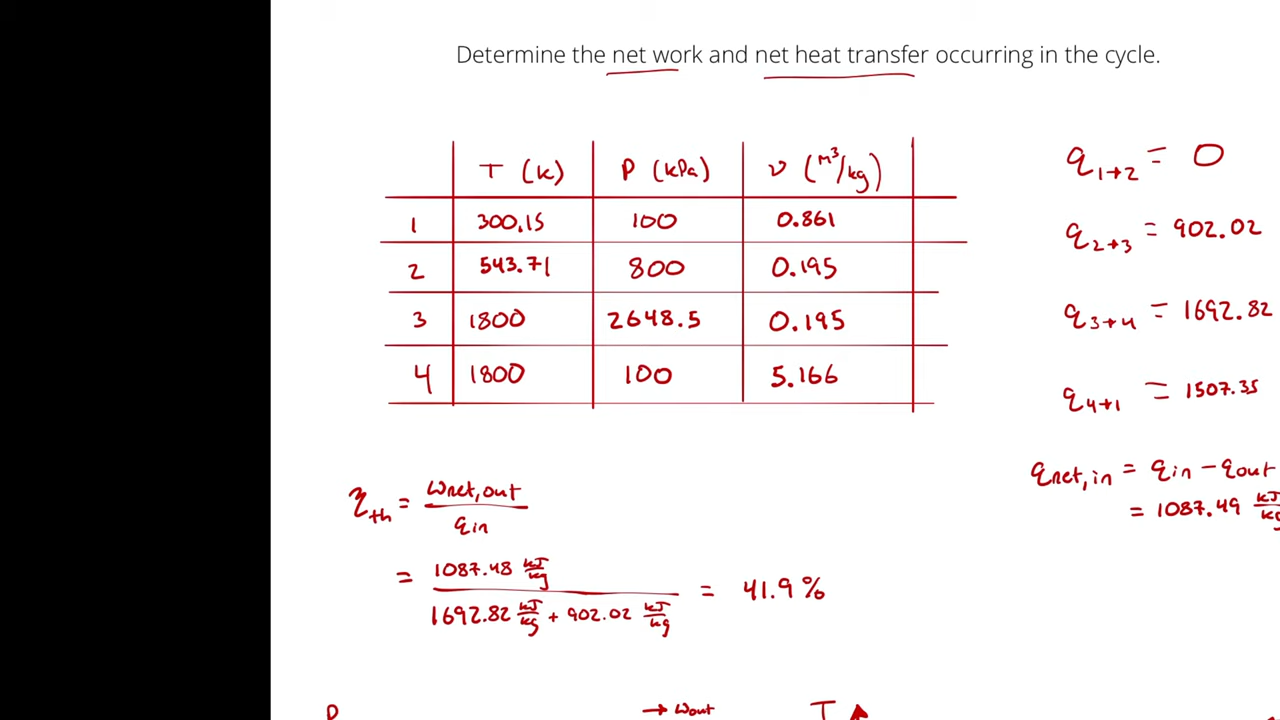 Determine the net work and net heat transfer occurring in the cycle.
T (K) P (kPa) ν (m³/kg)
1 300.15 100 0.861
2 543.71 800 0.195
3 1800 2648.5 0.195
4 1800 100 5.166
q1→2 = 0
q2→3 = 902.02
q3→4 = 1692.82
q4→1 = 1507.35
qnet,in = qin − qout
= 1087.49 kJ/kg
ηth = ωnet,out / qin
= 1087.48 kJ/kg / 1692.82 kJ/kg + 902.02 kJ/kg = 41.9%
P → ωout T